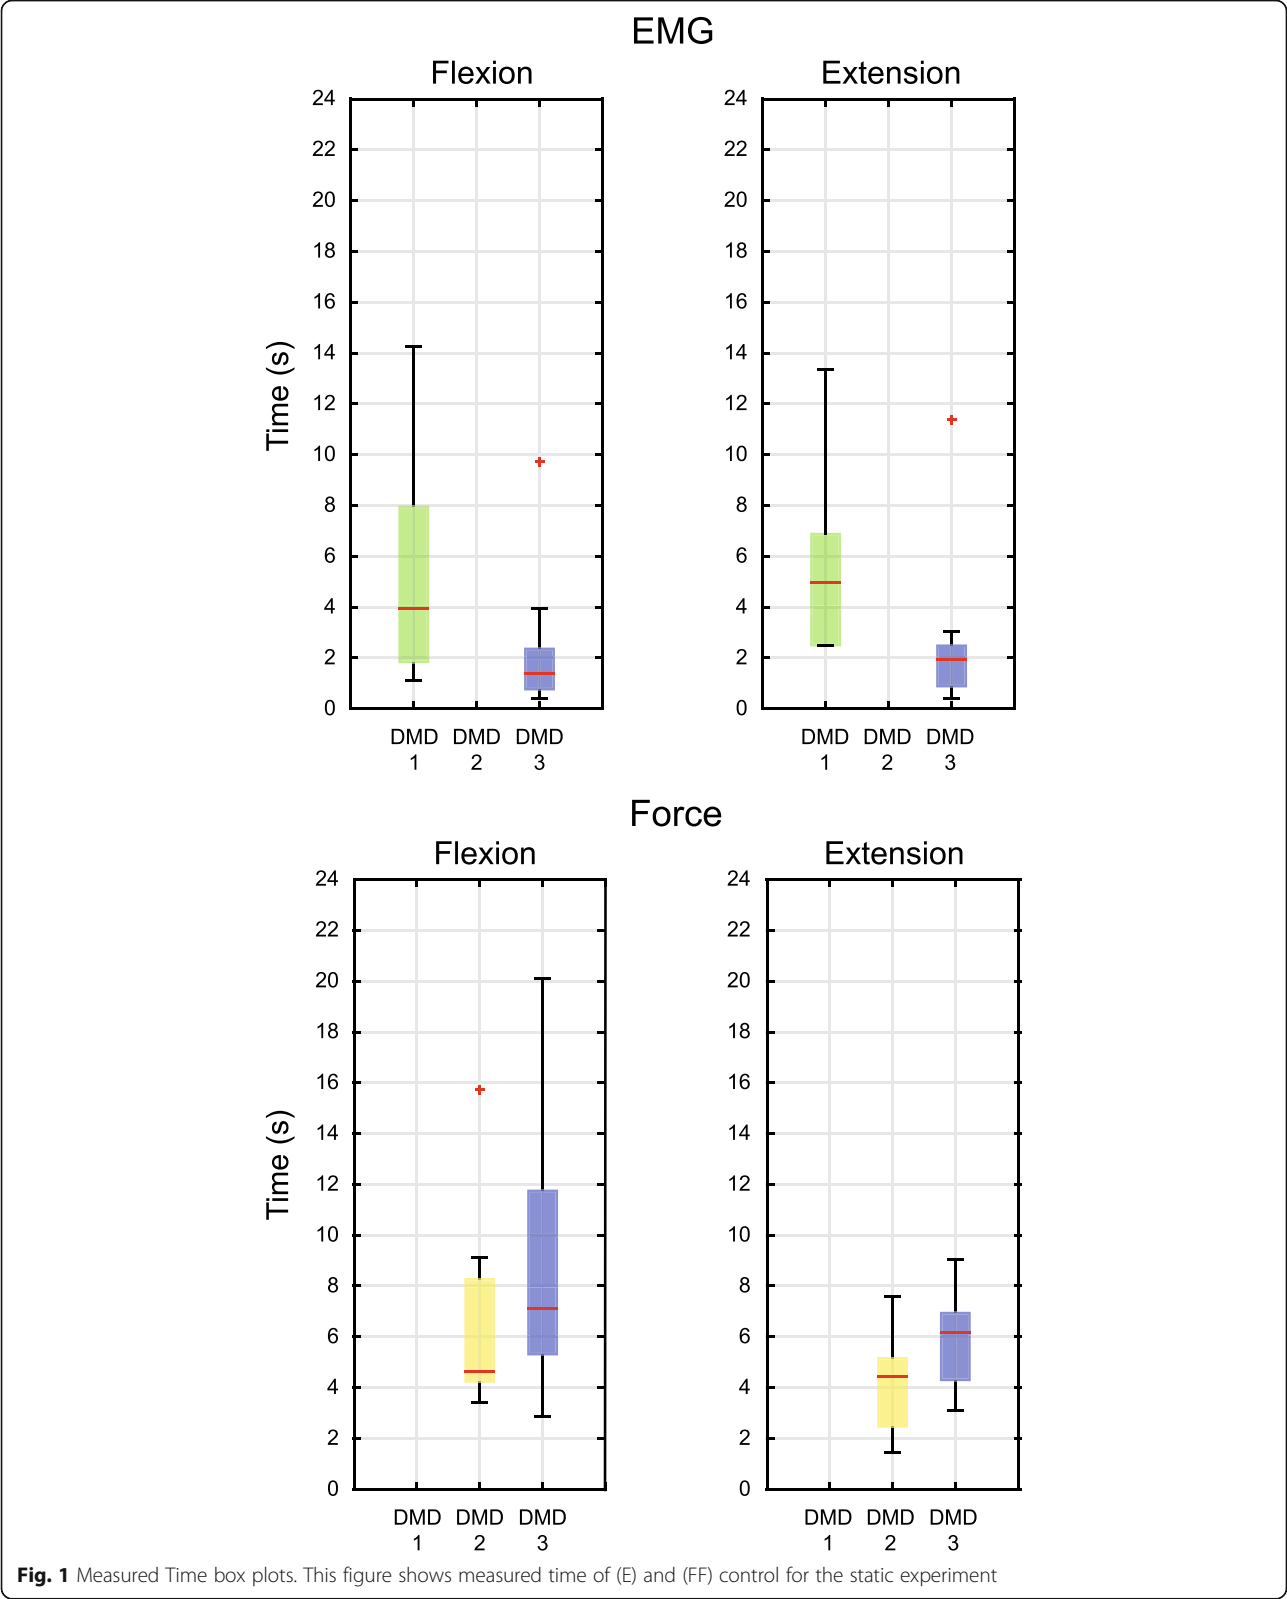 EMG
Flexion
Extension
24
22
20
18
16
14
12
10
8
6
4
2
0
Time (s)
DMD 1
DMD 2
DMD 3
24
22
20
18
16
14
12
10
8
6
4
2
0
DMD 1
DMD 2
DMD 3
Force
Flexion
Extension
24
22
20
18
16
14
12
10
8
6
4
2
0
Time (s)
DMD 1
DMD 2
DMD 3
24
22
20
18
16
14
12
10
8
6
4
2
0
DMD 1
DMD 2
DMD 3
Fig. 1 Measured Time box plots. This figure shows measured time of (E) and (FF) control for the static experiment